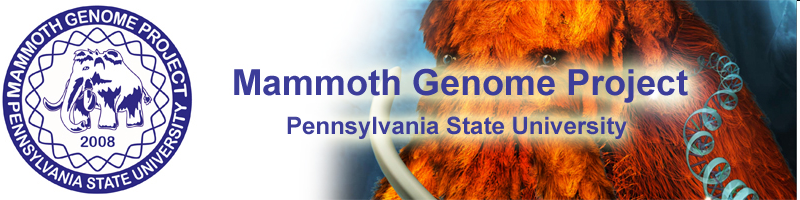 MAMMOTH GENOME PROJECT
2008
PENNSYLVANIA STATE UNIVERSITY
Mammoth Genome Project
Pennsylvania State University